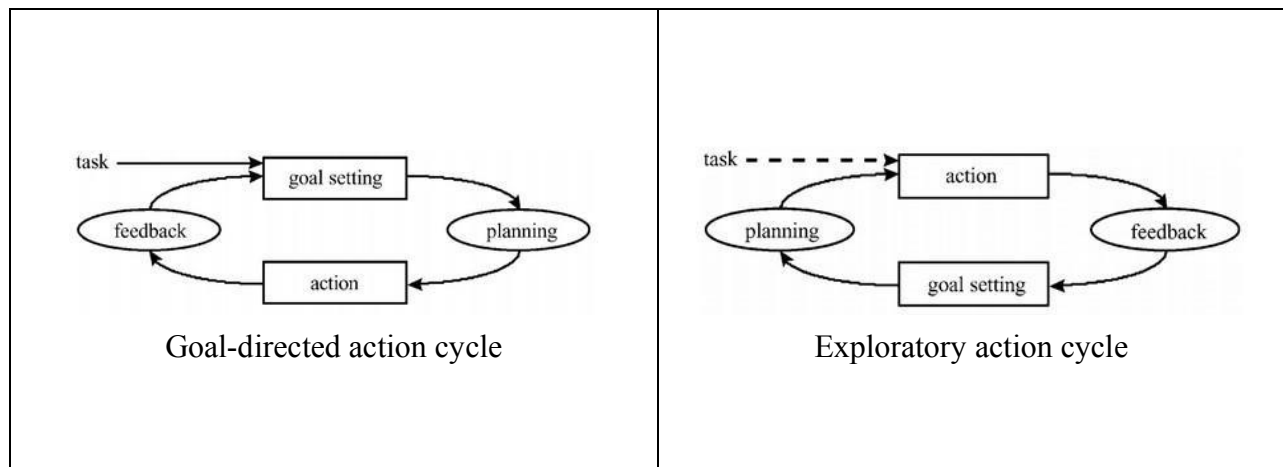 task
goal setting
feedback
planning
action
Goal-directed action cycle
task
action
planning
feedback
goal setting
Exploratory action cycle